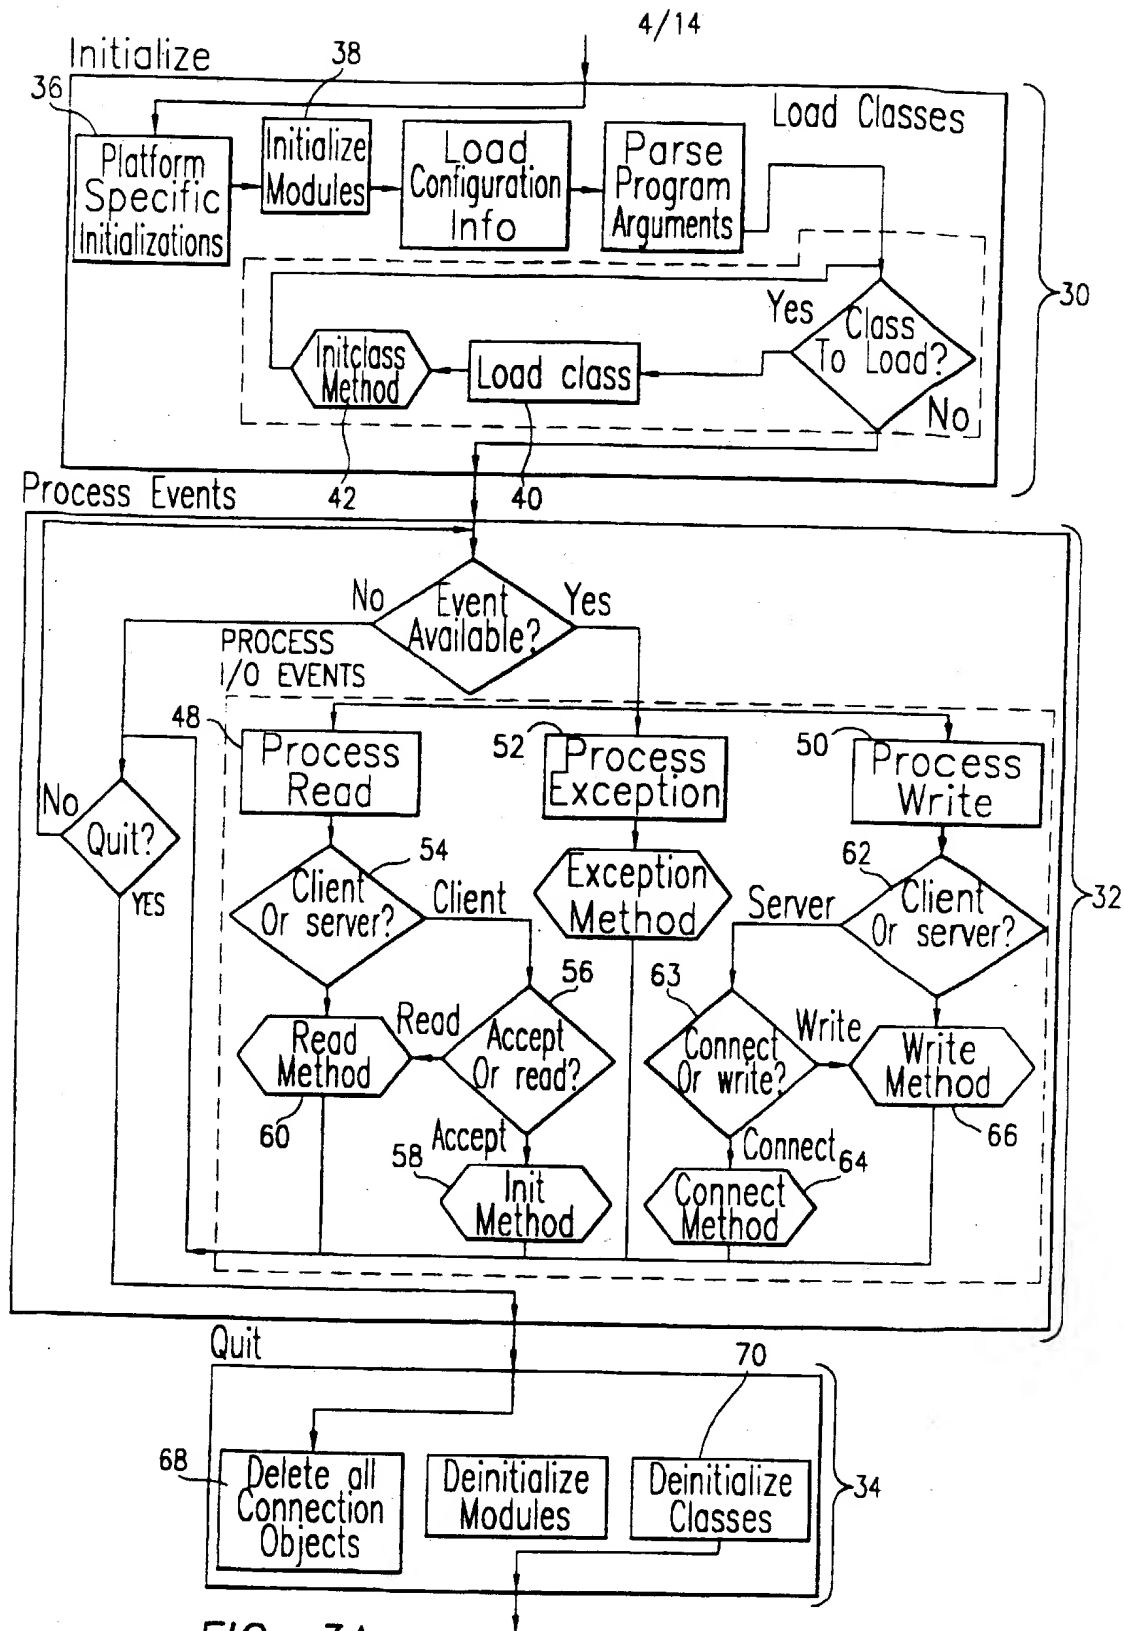 4/14
Initialize
38
36
Load Classes
Platform
Specific
Initializations
Initialize
Modules
Load
Configuration
Info
Parse
Program
Arguments
30
Yes
Class
To Load?
No
Initclass
Method
Load class
42
40
Process Events
No
Event
Available?
Yes
PROCESS
I/O EVENTS
48
Process
Read
52
Process
Exception
50
Process
Write
No
Quit?
YES
54
Client
Or server?
Client
Exception
Method
62
Server
Client
Or server?
32
56
63
Read
Method
Read
Accept
Or read?
Connect
Or write?
Write
Write
Method
60
Accept
58
Init
Method
Connect
64
Connect
Method
66
Quit
70
68
Delete all
Connection
Objects
Deinitialize
Modules
Deinitialize
Classes
34